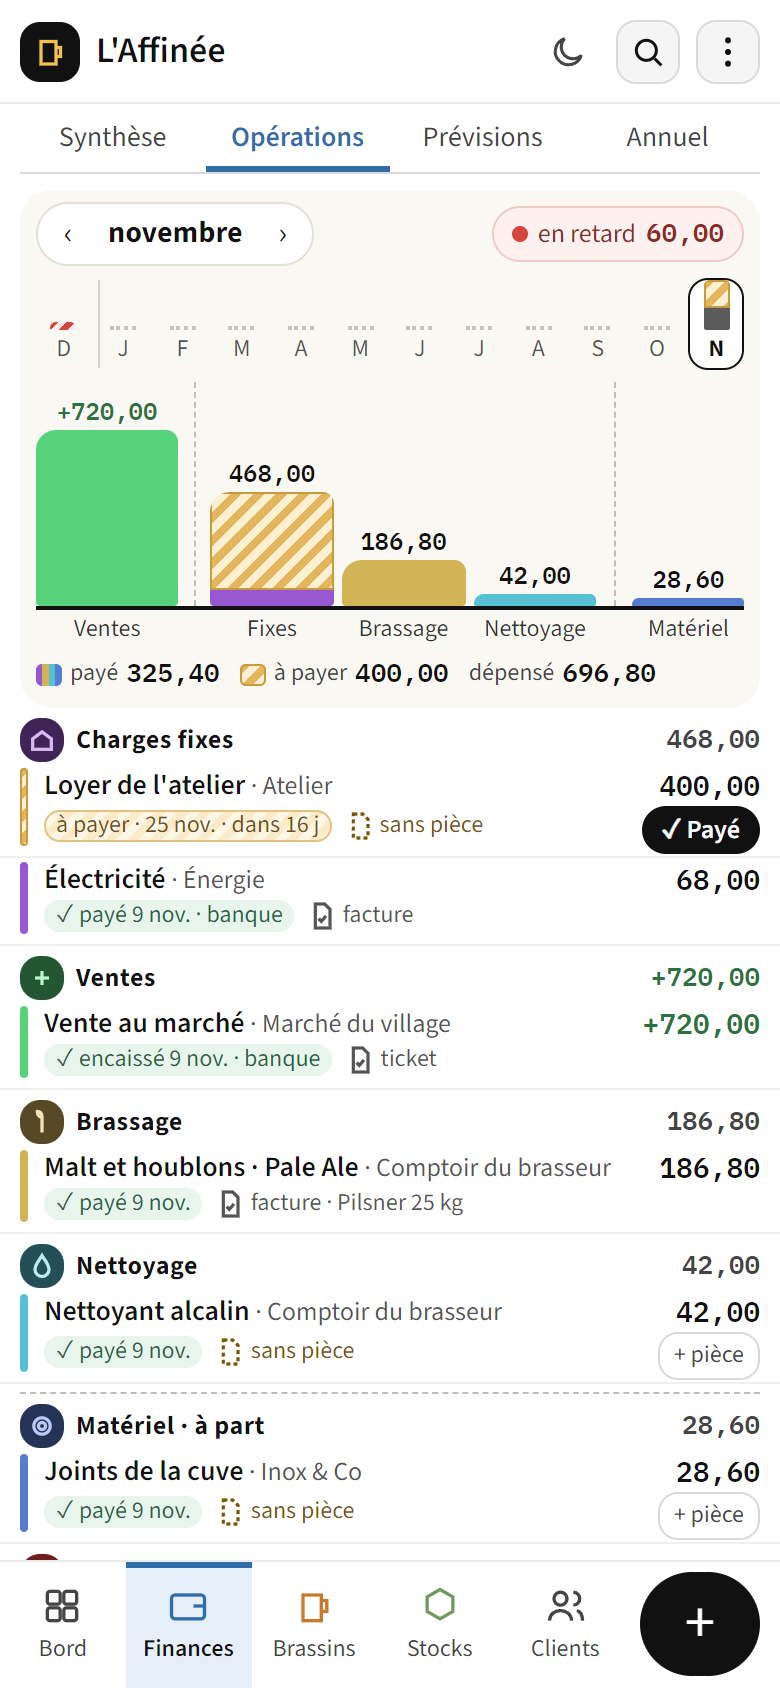 L'Affinée
Synthèse Opérations Prévisions Annuel
‹ novembre › en retard 60,00
D J F M A M J J A S O N
+720,00
468,00
186,80
42,00
28,60
Ventes Fixes Brassage Nettoyage Matériel
payé 325,40 à payer 400,00 dépensé 696,80
Charges fixes 468,00
Loyer de l'atelier · Atelier 400,00
à payer · 25 nov. · dans 16 j sans pièce ✓ Payé
Électricité · Énergie 68,00
✓ payé 9 nov. · banque facture
Ventes +720,00
Vente au marché · Marché du village +720,00
✓ encaissé 9 nov. · banque ticket
Brassage 186,80
Malt et houblons · Pale Ale · Comptoir du brasseur 186,80
✓ payé 9 nov. facture · Pilsner 25 kg
Nettoyage 42,00
Nettoyant alcalin · Comptoir du brasseur 42,00
✓ payé 9 nov. sans pièce + pièce
Matériel · à part 28,60
Joints de la cuve · Inox & Co 28,60
✓ payé 9 nov. sans pièce + pièce
Bord Finances Brassins Stocks Clients +